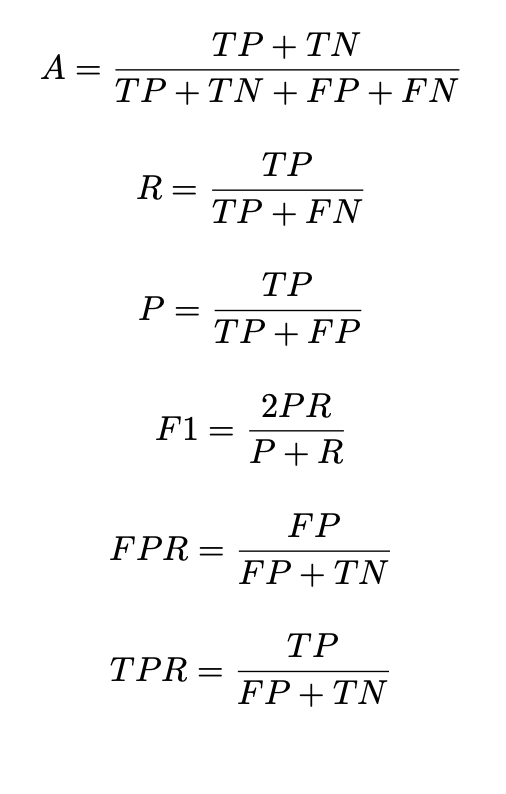 A = \frac{TP + TN}{TP + TN + FP + FN}
R = \frac{TP}{TP + FN}
P = \frac{TP}{TP + FP}
F1 = \frac{2PR}{P + R}
FPR = \frac{FP}{FP + TN}
TPR = \frac{TP}{FP + TN}